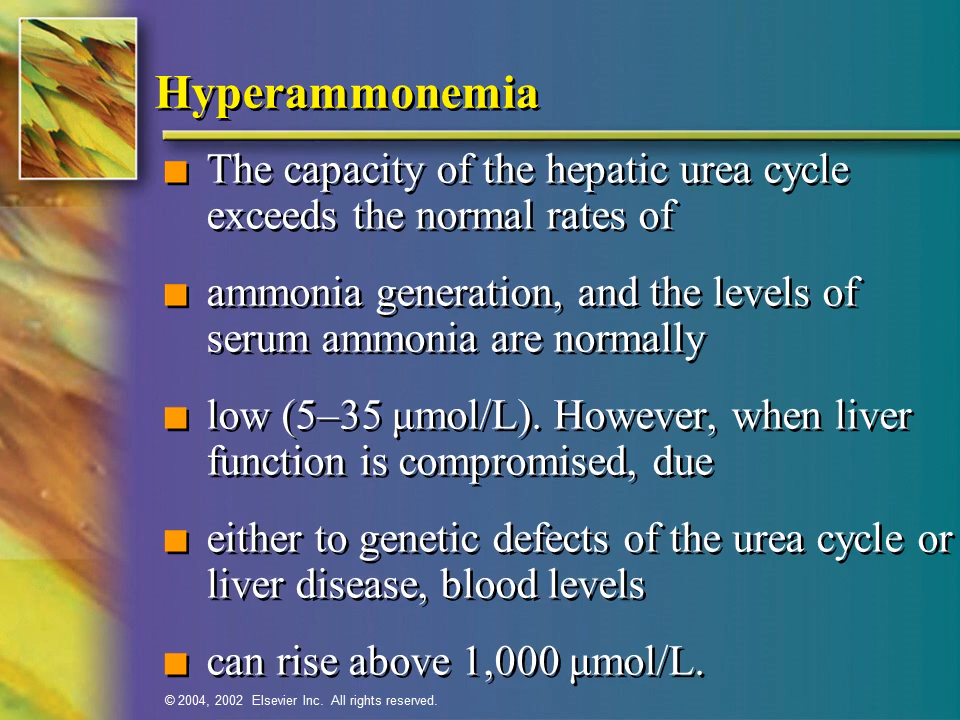 Hyperammonemia
■ The capacity of the hepatic urea cycle
exceeds the normal rates of
■ ammonia generation, and the levels of
serum ammonia are normally
■ low (5–35 μmol/L). However, when liver
function is compromised, due
■ either to genetic defects of the urea cycle or
liver disease, blood levels
■ can rise above 1,000 μmol/L.
© 2004, 2002 Elsevier Inc. All rights reserved.